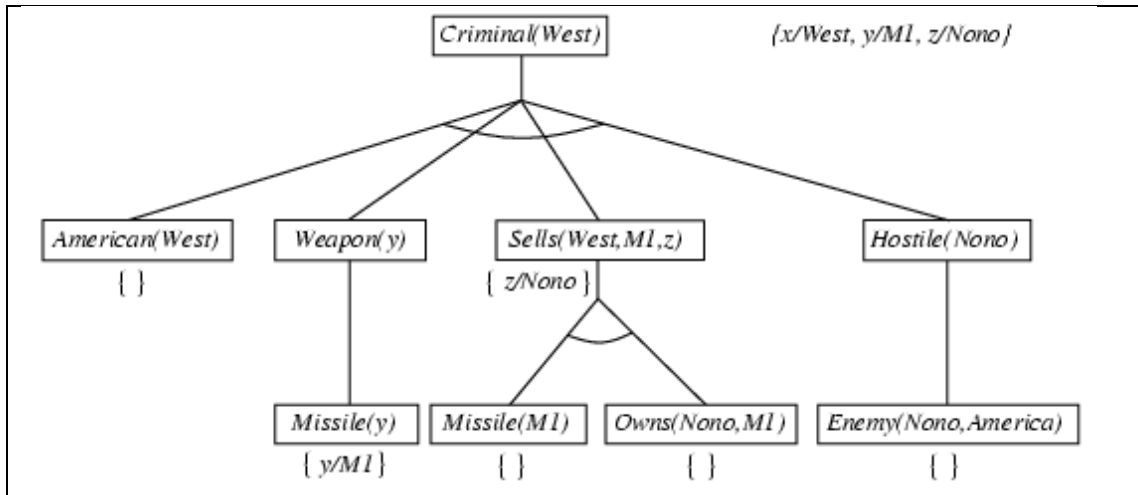 Criminal(West) {x/West, y/M1, z/Nono}
American(West) Weapon(y) Sells(West,M1,z) Hostile(Nono)
{ } { z/Nono }
Missile(y) Missile(M1) Owns(Nono,M1) Enemy(Nono,America)
{ y/M1 } { } { } { }